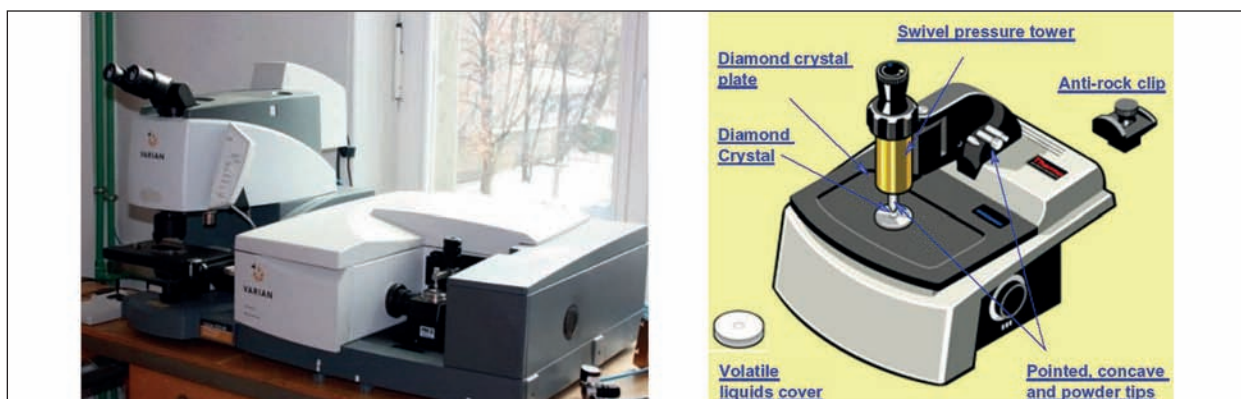 VARIAN
VARIAN
Swivel pressure tower
Diamond crystal
plate
Anti-rock clip
Diamond
Crystal
Thermo
Volatile
liquids cover
Pointed, concave
and powder tips